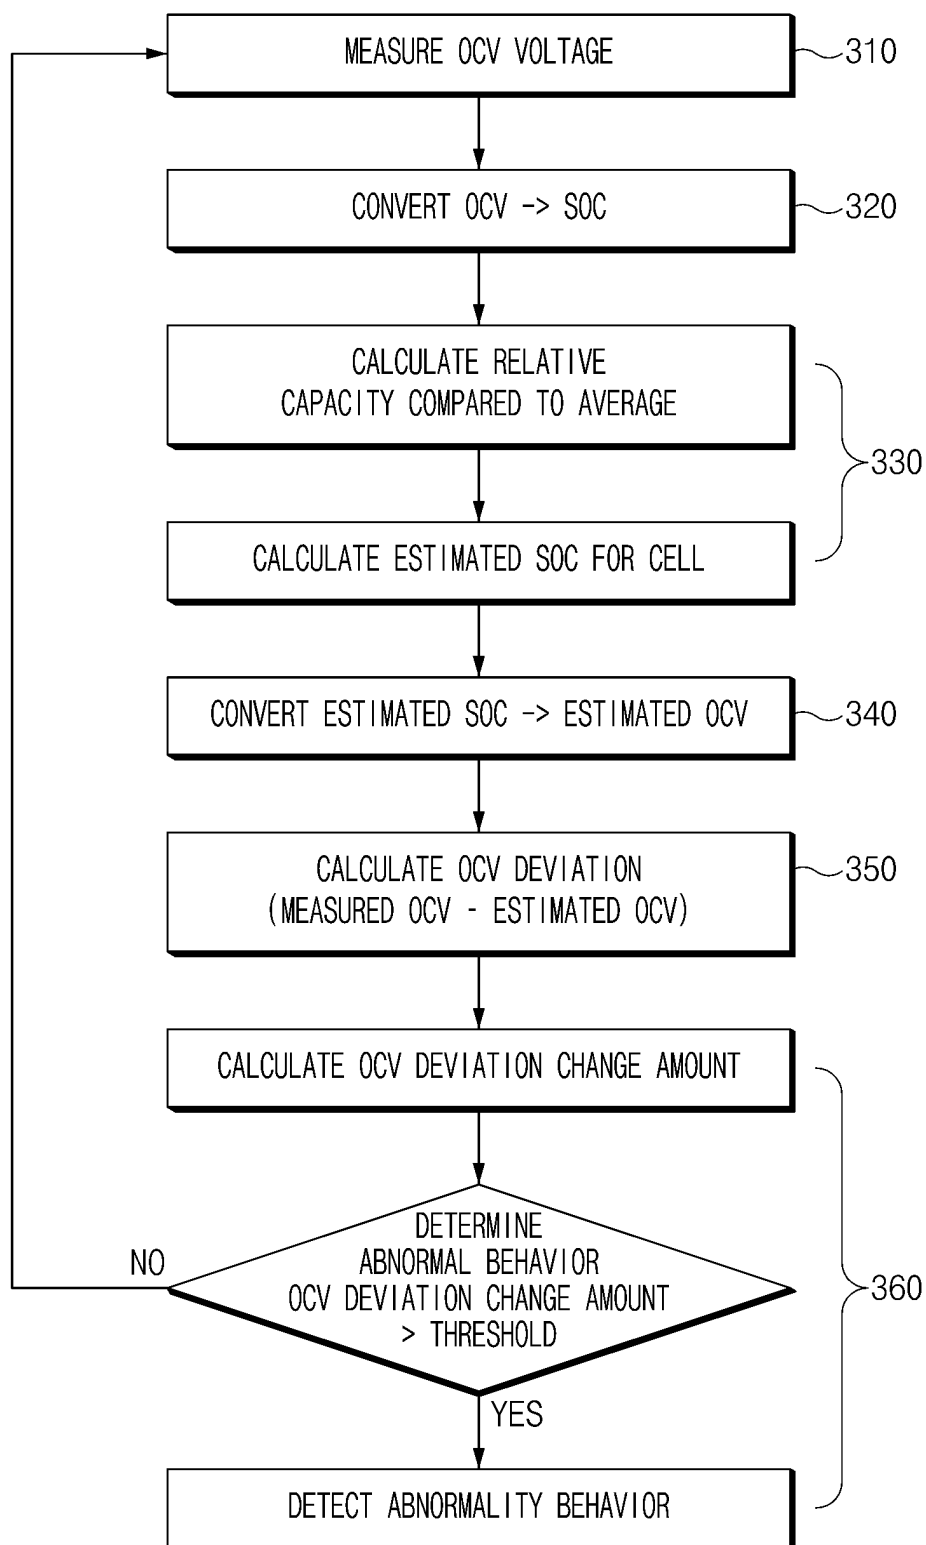 MEASURE OCV VOLTAGE
310
CONVERT OCV -> SOC
320
CALCULATE RELATIVE
CAPACITY COMPARED TO AVERAGE
330
CALCULATE ESTIMATED SOC FOR CELL
CONVERT ESTIMATED SOC -> ESTIMATED OCV
340
CALCULATE OCV DEVIATION
(MEASURED OCV - ESTIMATED OCV)
350
CALCULATE OCV DEVIATION CHANGE AMOUNT
DETERMINE
ABNORMAL BEHAVIOR
OCV DEVIATION CHANGE AMOUNT
> THRESHOLD
NO
360
YES
DETECT ABNORMALITY BEHAVIOR